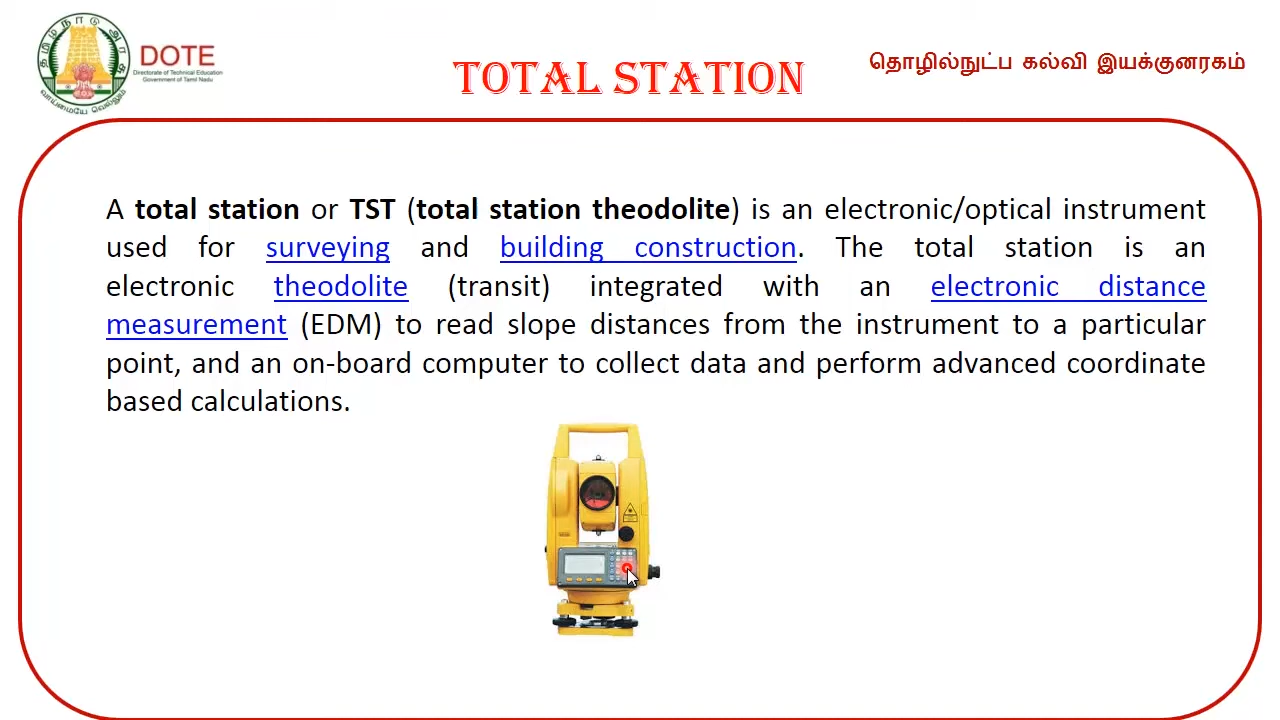 தமிழ்நாடு அரசு
வாய்மையே வெல்லும்
DOTE
Directorate of Technical Education
Government of Tamil Nadu
TOTAL STATION
தொழில்நுட்ப கல்வி இயக்குனரகம்
A total station or TST (total station theodolite) is an electronic/optical instrument
used for surveying and building construction. The total station is an
electronic theodolite (transit) integrated with an electronic distance
measurement (EDM) to read slope distances from the instrument to a particular
point, and an on-board computer to collect data and perform advanced coordinate
based calculations.